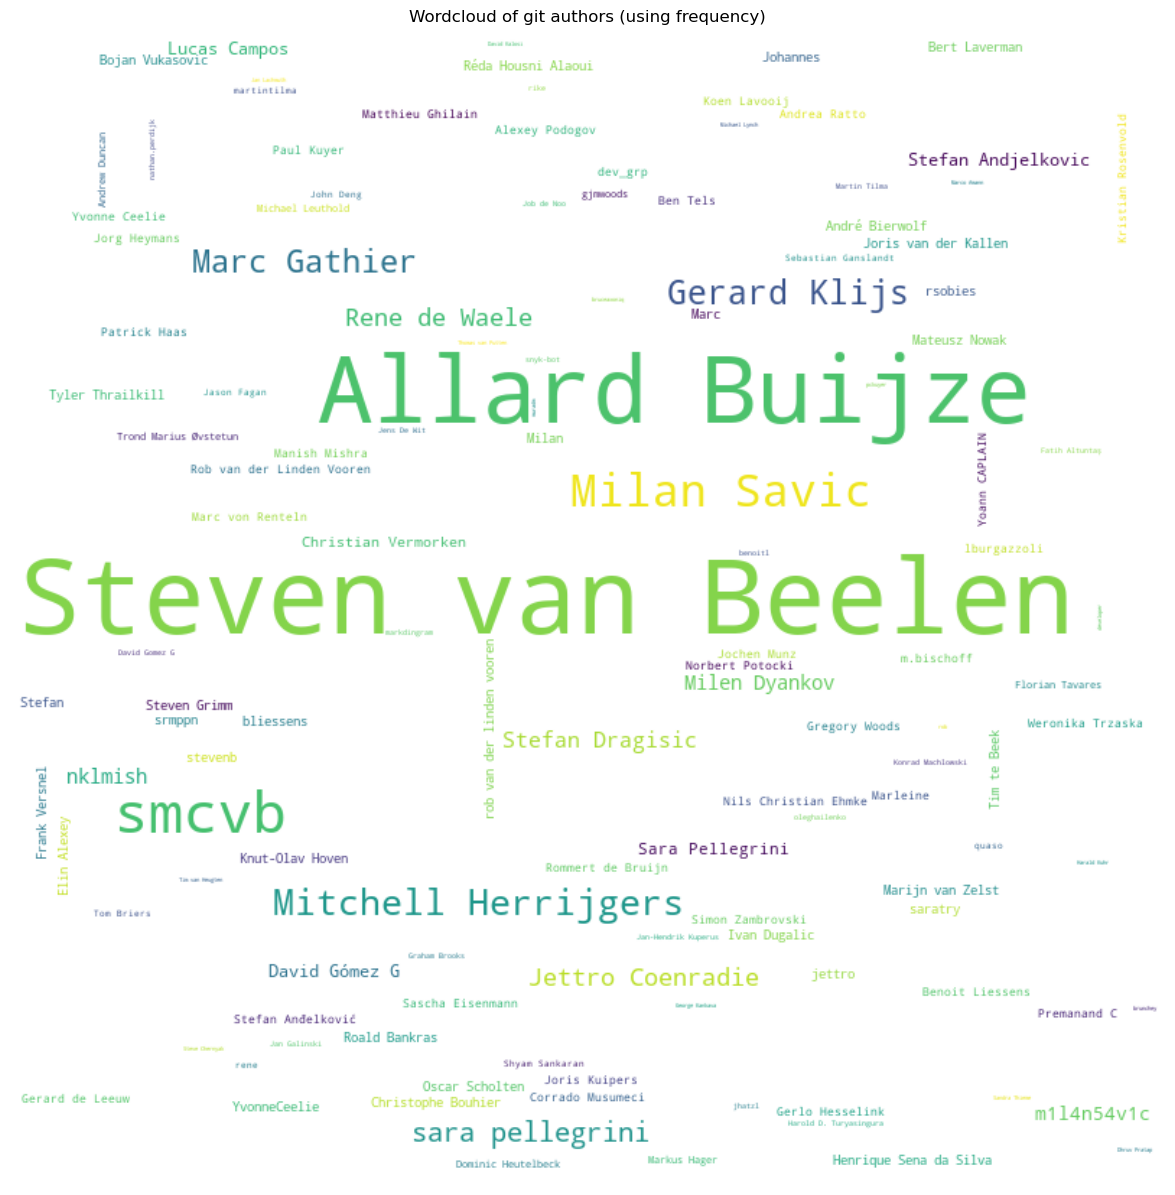 Wordcloud of git authors (using frequency)
Lucas Campos
Bojan Vukasovic
Réda Housni Alaoui
Johannes
Bert Laverman
rike
martintilma
Koen Lavooij
Andrea Ratto
Matthieu Ghilain
Alexey Podogov
Michael Lynch
Kristian Rosenvold
Andrew Duncan
nathan.perdijk
Paul Kuyer
Stefan Andjelkovic
dev_grp
Martin Tilma
John Deng
gjmwoods
Ben Tels
Job de Noo
Michael Leuthold
Yvonne Ceelie
Jorg Heymans
André Bierwolf
Joris van der Kallen
Sebastian Ganslandt
Marc Gathier
Gerard Klijs
rsobies
Rene de Waele
Marc
Patrick Haas
Mateusz Nowak
snyk-bot
Allard Buijze
Tyler Thrailkill
Jason Fagan
Jens De Wit
Trond Marius Øvstetun
Milan
Manish Mishra
Fatih Altuntaş
Rob van der Linden Vooren
Yoann CAPLAIN
Milan Savic
Marc von Renteln
Christian Vermorken
benoitl
lburgazzoli
Steven van Beelen
markdingram
David Gomez G
Jochen Munz
m.bischoff
Norbert Potocki
Milen Dyankov
Florian Tavares
Stefan
Steven Grimm
srmppn
bliessens
rob van der linden vooren
Stefan Dragisic
Gregory Woods
Weronika Trzaska
stevenb
Tim te Beek
Konrad Machlowski
nklmish
Frank Versnel
Elin Alexey
smcvb
Nils Christian Ehmke
Marleine
oleghailenko
Sara Pellegrini
quaso
Knut-Olav Hoven
Rommert de Bruijn
Harald Kuhr
Tim van Heuglen
Marijn van Zelst
Mitchell Herrijgers
Tom Briers
saratry
Simon Zambrovski
Jan-Hendrik Kuperus
Ivan Dugalic
Graham Brooks
David Gómez G
Jettro Coenradie
jettro
Benoit Liessens
Sascha Eisenmann
Premanand C
Stefan Anđelković
Roald Bankras
Jan Galinski
rene
Shyam Sankaran
Joris Kuipers
Oscar Scholten
Corrado Musumeci
Gerard de Leeuw
YvonneCeelie
Christophe Bouhier
jhatzl
Gerlo Hesselink
Harold D. Turyasingura
m1l4n54v1c
sara pellegrini
Dominic Heutelbeck
Markus Hager
Henrique Sena da Silva
Dhruv Pratap